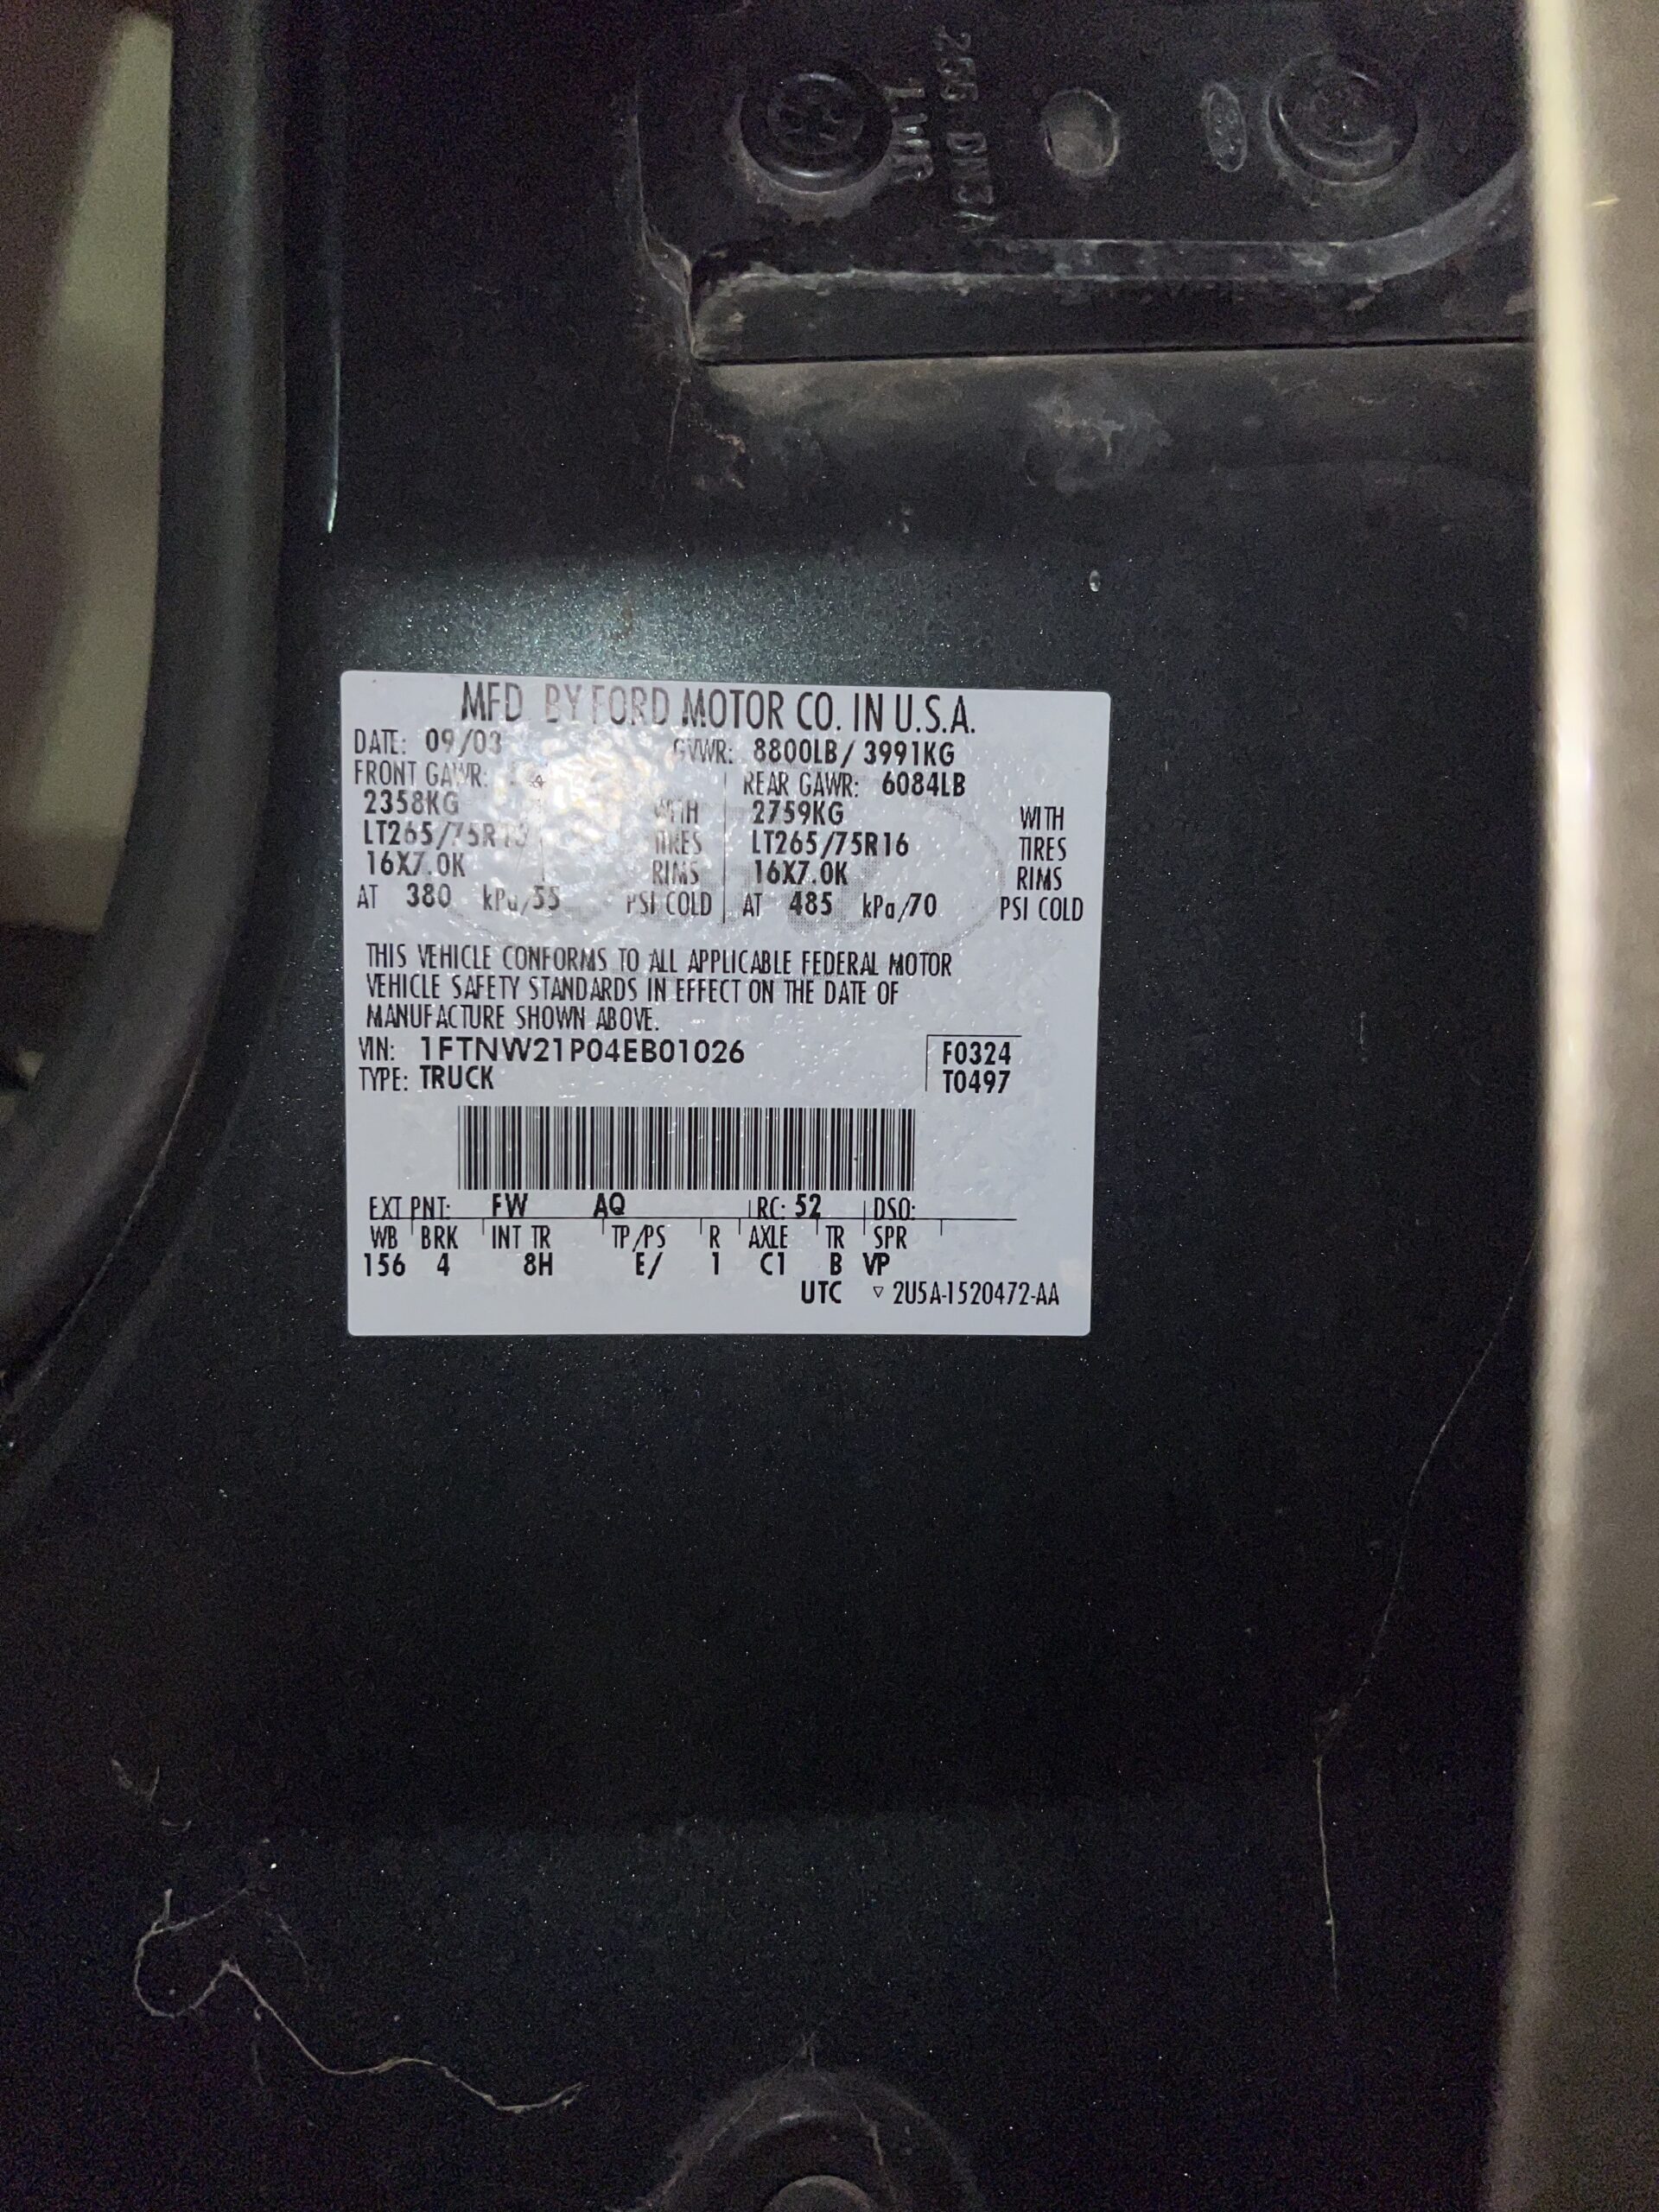 MFD BY FORD MOTOR CO. IN U.S.A.
DATE: 09/03 GVWR: 8800LB/ 3991KG
FRONT GAWR: REAR GAWR: 6084LB
2358KG WITH 2759KG WITH
LT265/75R16 TIRES LT265/75R16 TIRES
16X7.0K RIMS 16X7.0K RIMS
AT 380 kPa/55 PSI COLD AT 485 kPa/70 PSI COLD
THIS VEHICLE CONFORMS TO ALL APPLICABLE FEDERAL MOTOR
VEHICLE SAFETY STANDARDS IN EFFECT ON THE DATE OF
MANUFACTURE SHOWN ABOVE.
VIN: 1FTNW21P04EB01026 F0324
TYPE: TRUCK T0497
EXT PNT: FW AQ RC: 52 DSO:
WB BRK INT TR TP/PS R AXLE TR SPR
156 4 8H E/ 1 C1 B VP
UTC ▽ 2U5A-1520472-AA